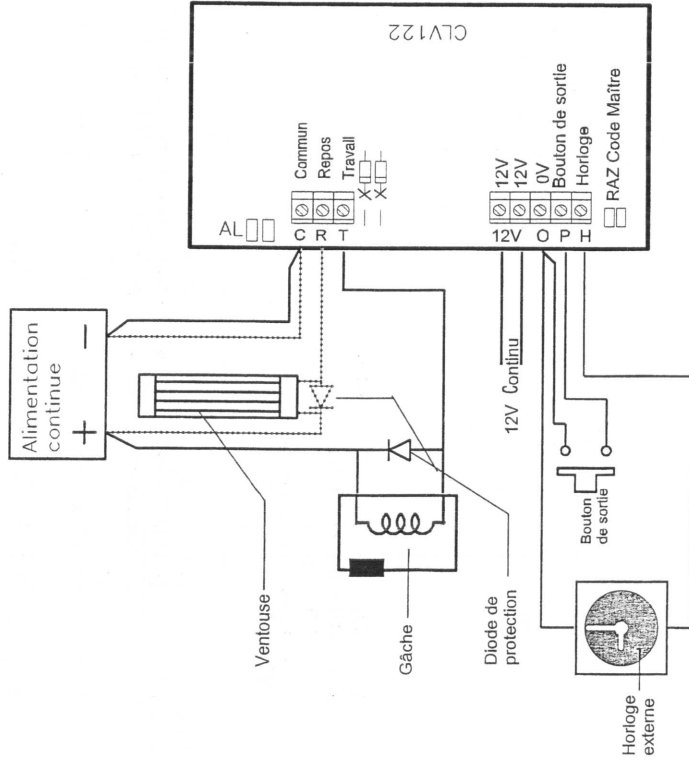 Alimentation
continue
+
−
CLV122
AL
Commun
Repos
Travail
C
R
T
Ventouse
Gâche
Diode de
protection
12V Continu
12V
12V
0V
Bouton de sortie
Horloge
12V
O
P
H
RAZ Code Maître
Bouton
de sortie
Horloge
externe